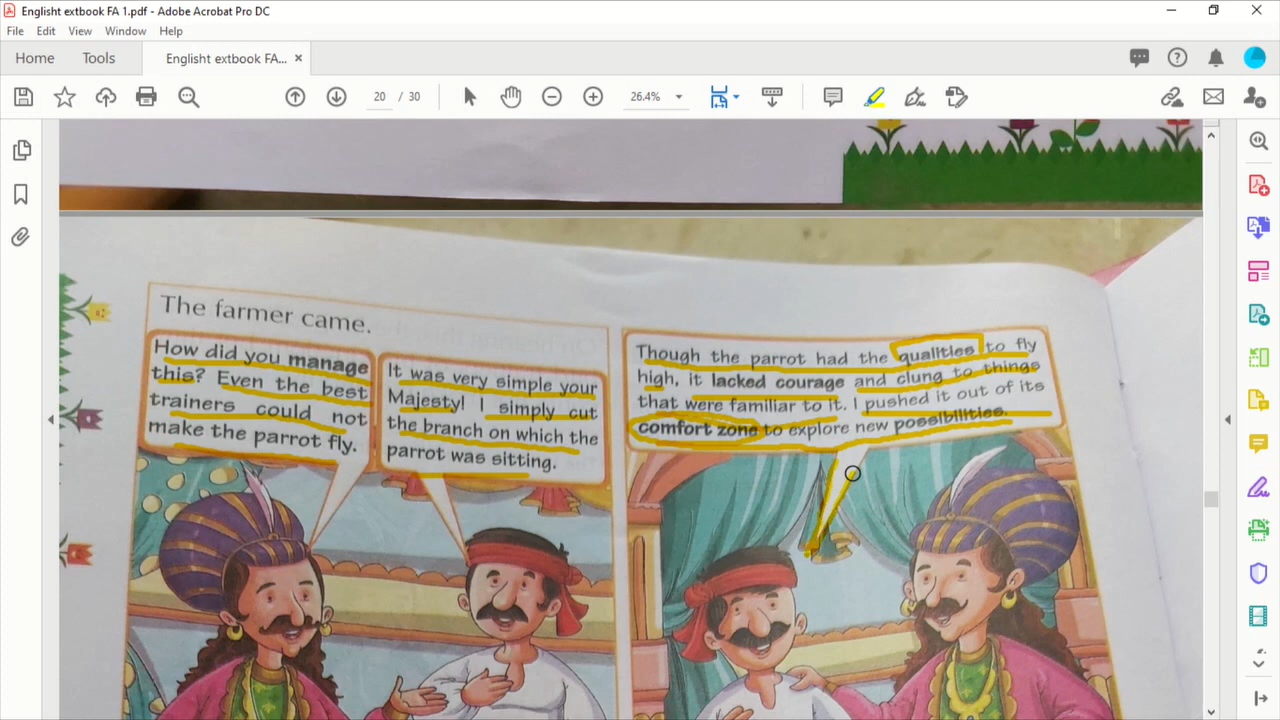 Englisht extbook FA 1.pdf - Adobe Acrobat Pro DC
File Edit View Window Help
Home Tools Englisht extbook FA...
20 / 30 26.4%
The farmer came.
How did you manage
this? Even the best
trainers could not
make the parrot fly.
It was very simple your
Majesty! I simply cut
the branch on which the
parrot was sitting.
Though the parrot had the qualities to fly
high, it lacked courage and clung to things
that were familiar to it. I pushed it out of its
comfort zone to explore new possibilities.